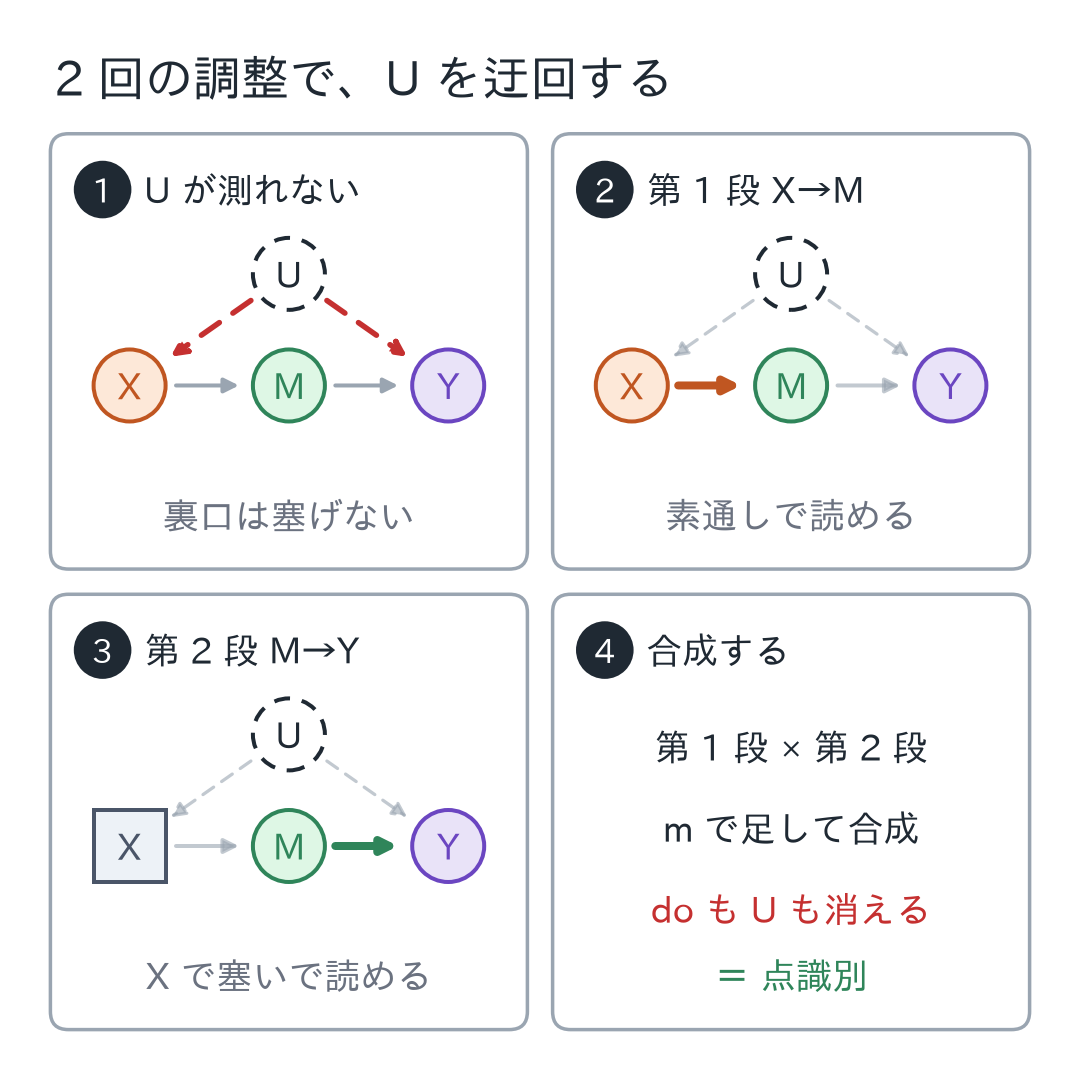 2 回の調整で、U を迂回する
1 U が測れない
U
X M Y
裏口は塞げない
2 第 1 段 X→M
U
X M Y
素通しで読める
3 第 2 段 M→Y
U
X M Y
X で塞いで読める
4 合成する
第 1 段 × 第 2 段
m で足して合成
do も U も消える
= 点識別